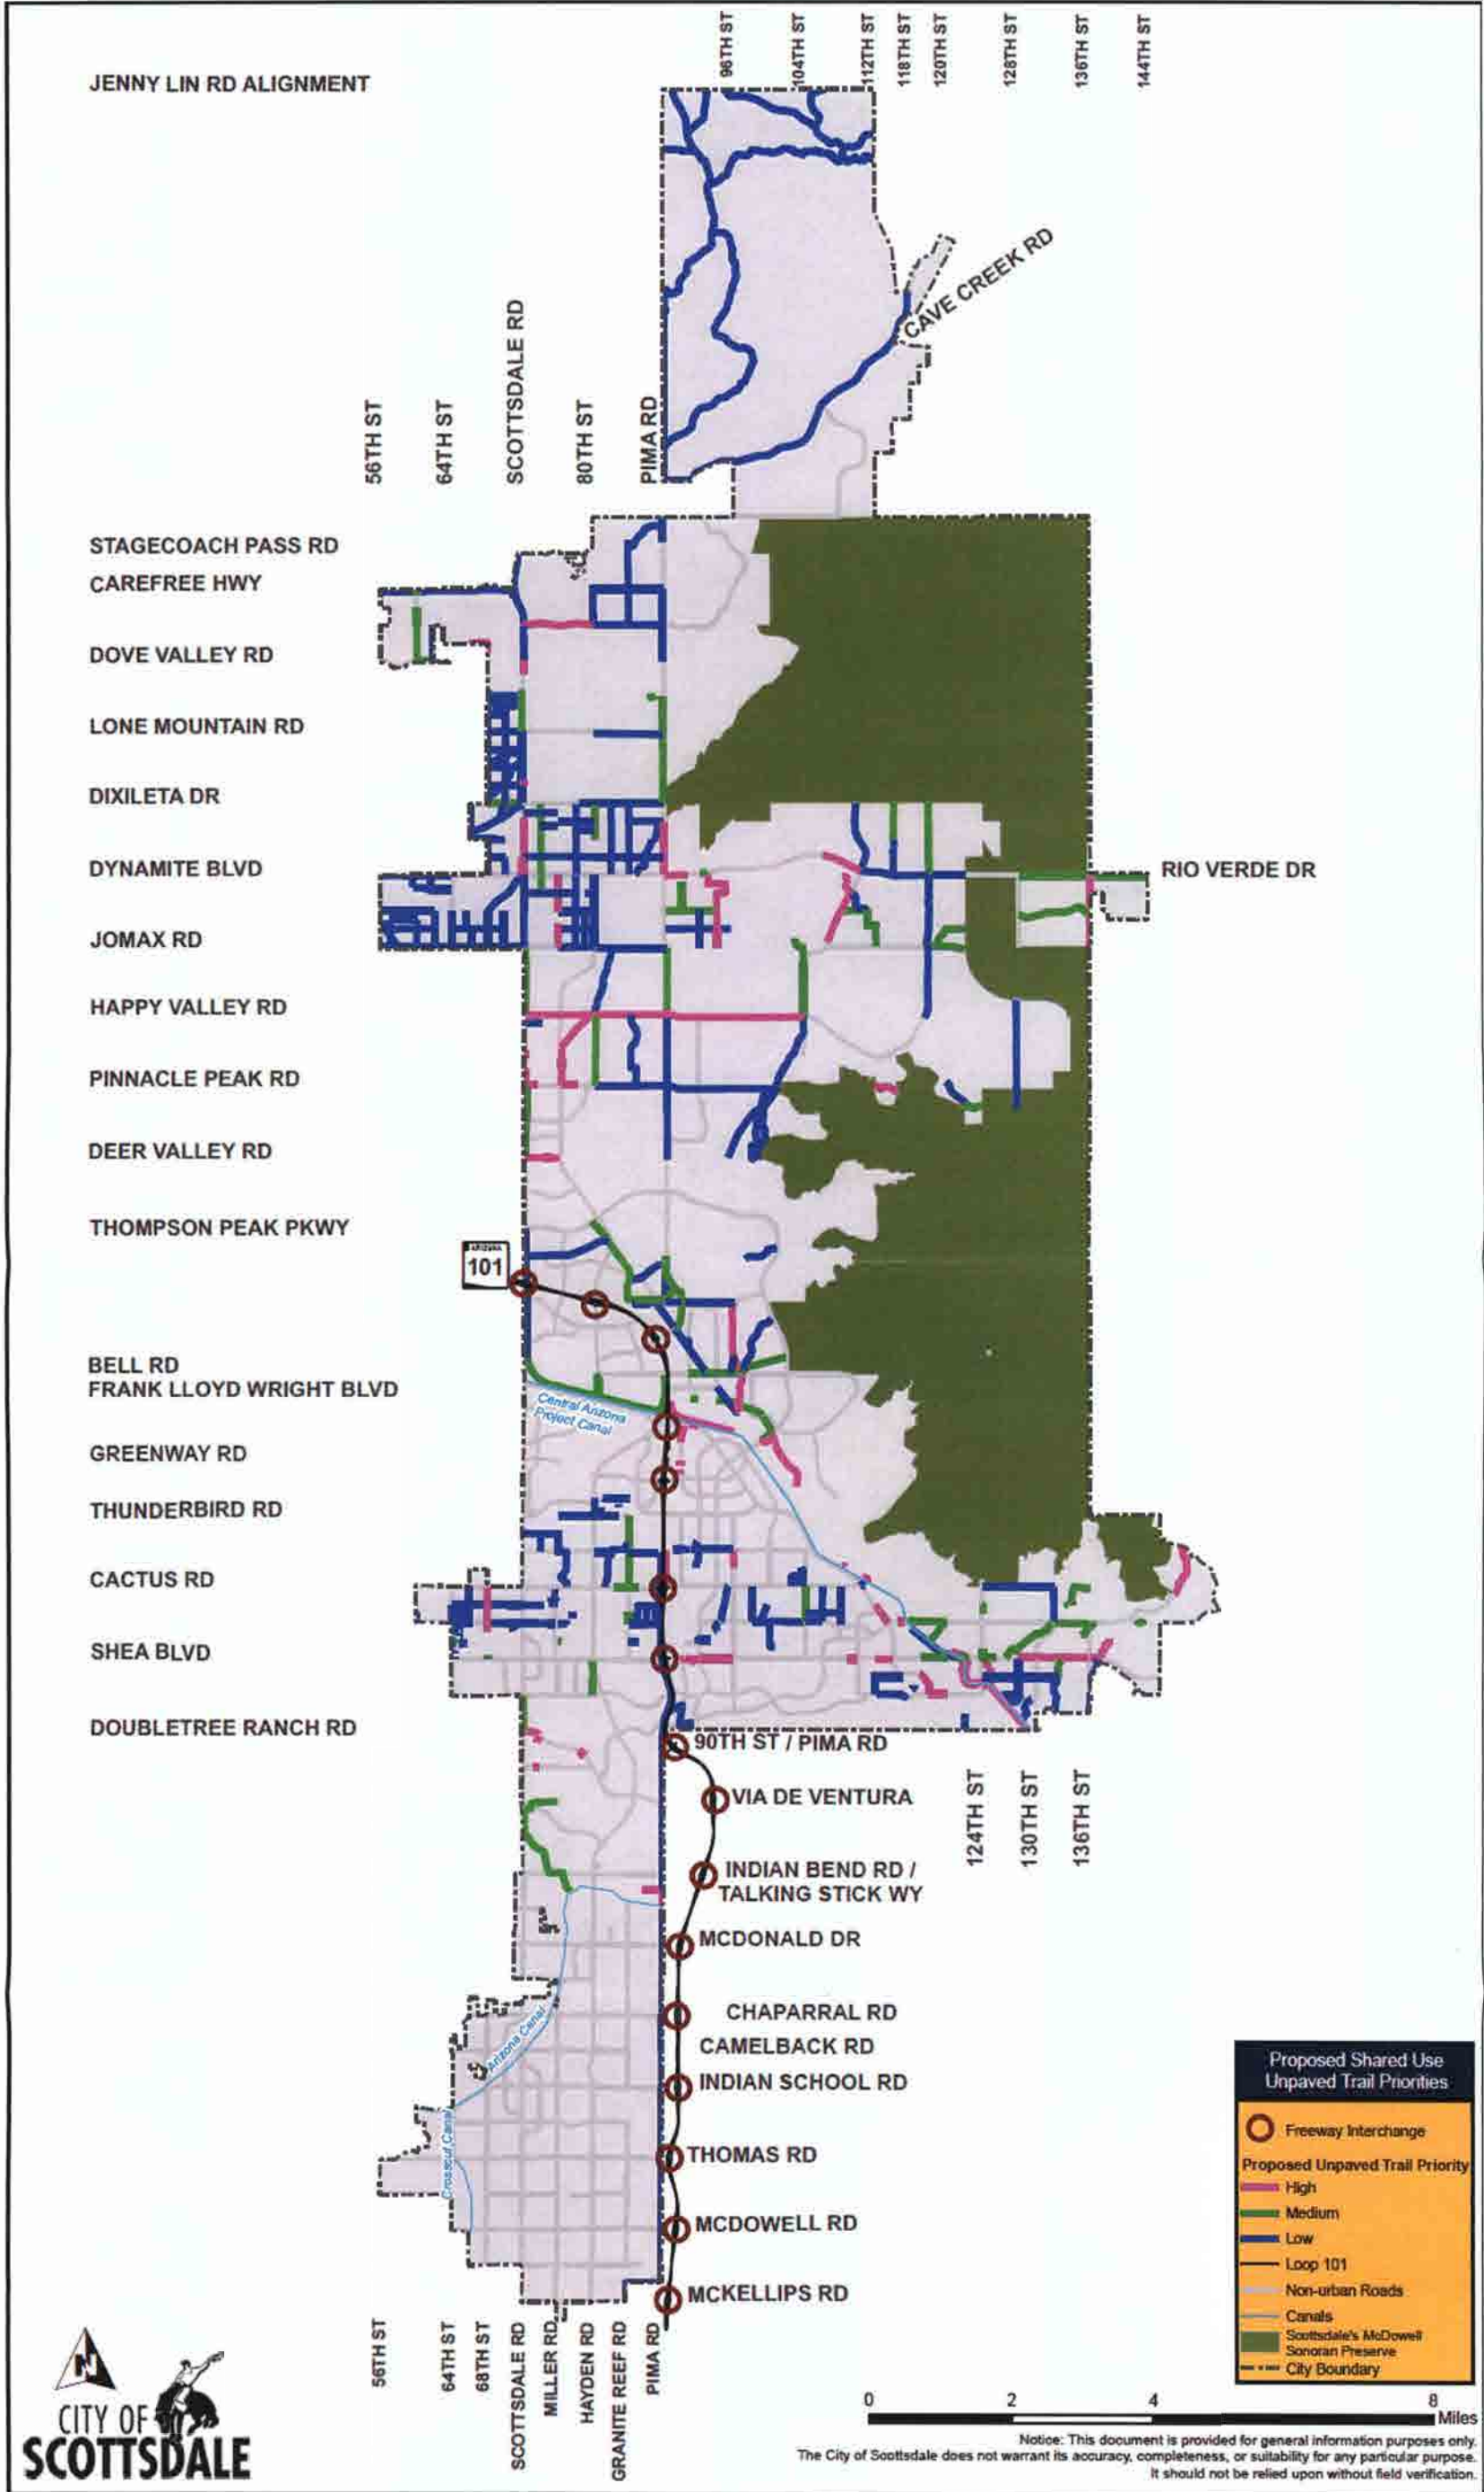 96TH ST
104TH ST
112TH ST
118TH ST
120TH ST
128TH ST
136TH ST
144TH ST
JENNY LIN RD ALIGNMENT
CAVE CREEK RD
56TH ST
64TH ST
SCOTTSDALE RD
80TH ST
PIMA RD
STAGECOACH PASS RD
CAREFREE HWY
DOVE VALLEY RD
LONE MOUNTAIN RD
DIXILETA DR
DYNAMITE BLVD
RIO VERDE DR
JOMAX RD
HAPPY VALLEY RD
PINNACLE PEAK RD
DEER VALLEY RD
THOMPSON PEAK PKWY
ARIZONA
101
BELL RD
FRANK LLOYD WRIGHT BLVD
Central Arizona
Project Canal
GREENWAY RD
THUNDERBIRD RD
CACTUS RD
SHEA BLVD
DOUBLETREE RANCH RD
90TH ST / PIMA RD
VIA DE VENTURA
124TH ST
130TH ST
136TH ST
INDIAN BEND RD /
TALKING STICK WY
MCDONALD DR
CHAPARRAL RD
Arizona Canal
CAMELBACK RD
INDIAN SCHOOL RD
Crosscut Canal
THOMAS RD
MCDOWELL RD
MCKELLIPS RD
56TH ST
64TH ST
68TH ST
SCOTTSDALE RD
MILLER RD
HAYDEN RD
GRANITE REEF RD
PIMA RD
Proposed Shared Use
Unpaved Trail Priorities
Freeway Interchange
Proposed Unpaved Trail Priority
High
Medium
Low
Loop 101
Non-urban Roads
Canals
Scottsdale's McDowell
Sonoran Preserve
City Boundary
N
CITY OF
SCOTTSDALE
0 2 4 8
Miles
Notice: This document is provided for general information purposes only.
The City of Scottsdale does not warrant its accuracy, completeness, or suitability for any particular purpose.
It should not be relied upon without field verification.